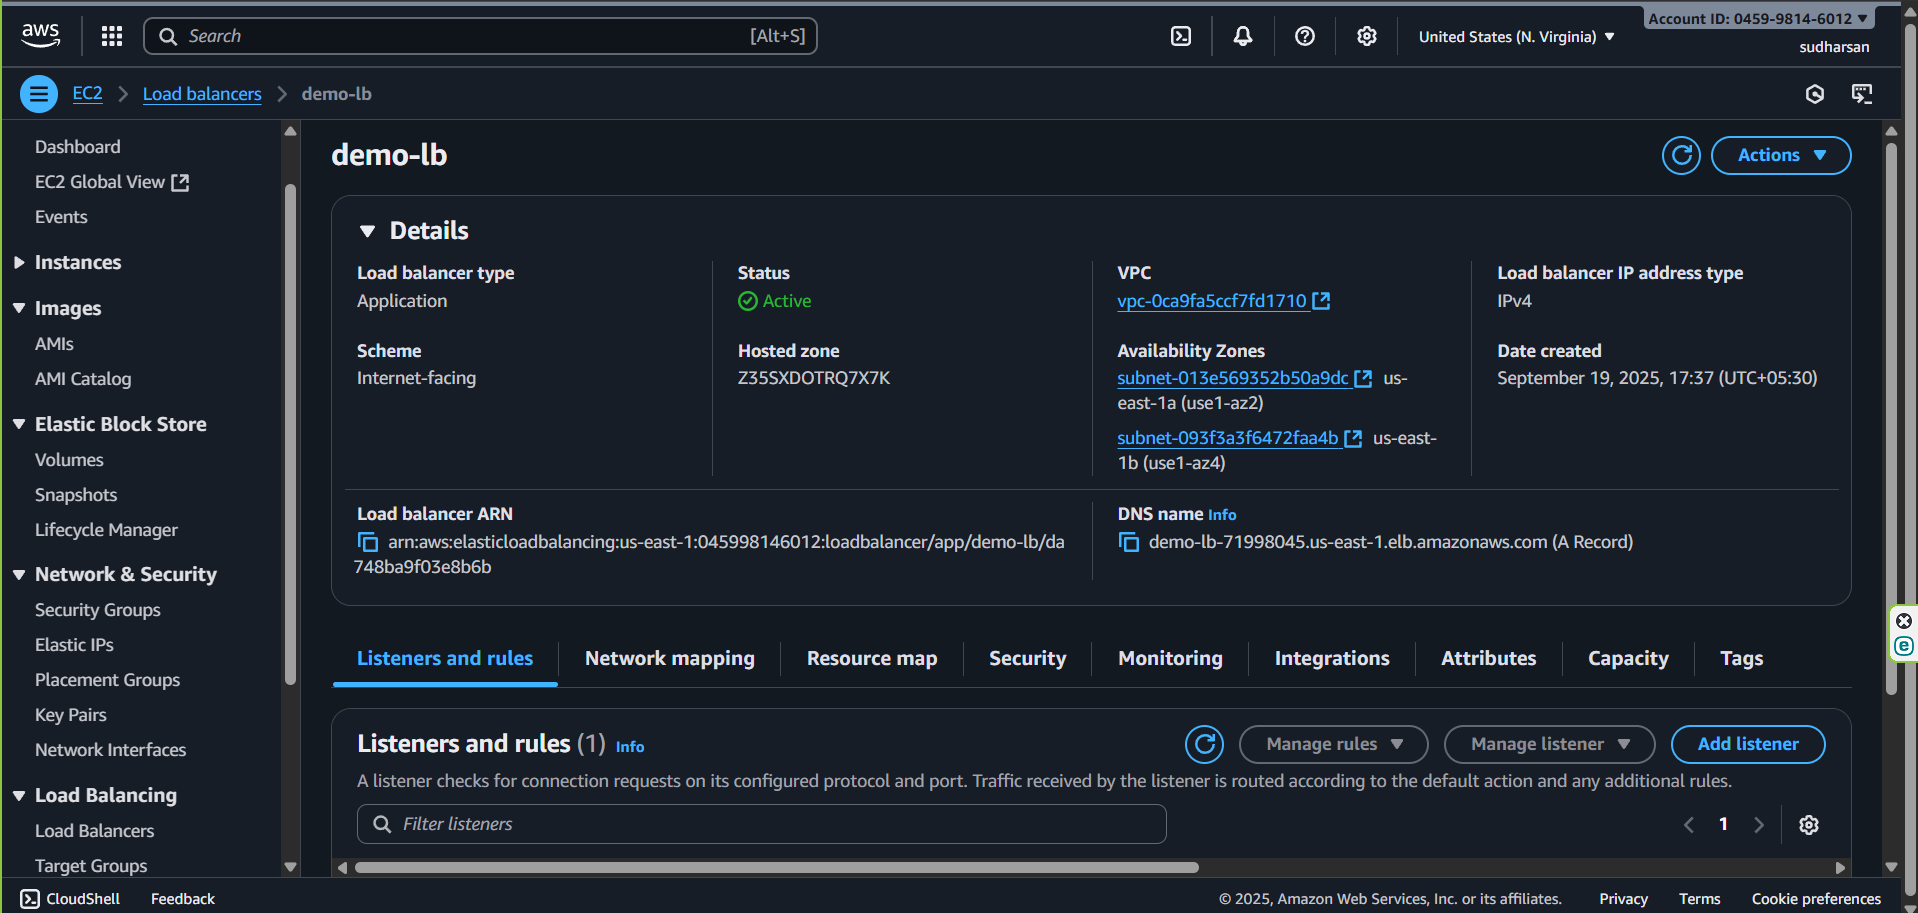 aws
Search
[Alt+S]
United States (N. Virginia)
Account ID: 0459-9814-6012
sudharsan
EC2
Load balancers
demo-lb
Dashboard
EC2 Global View
Events
Instances
Images
AMIs
AMI Catalog
Elastic Block Store
Volumes
Snapshots
Lifecycle Manager
Network & Security
Security Groups
Elastic IPs
Placement Groups
Key Pairs
Network Interfaces
Load Balancing
Load Balancers
Target Groups
demo-lb
Actions
Details
Load balancer type
Application
Status
Active
VPC
vpc-0ca9fa5ccf7fd1710
Load balancer IP address type
IPv4
Scheme
Internet-facing
Hosted zone
Z35SXDOTRQ7X7K
Availability Zones
subnet-013e569352b50a9dc us-
east-1a (use1-az2)
subnet-093f3a3f6472faa4b us-east-
1b (use1-az4)
Date created
September 19, 2025, 17:37 (UTC+05:30)
Load balancer ARN
arn:aws:elasticloadbalancing:us-east-1:045998146012:loadbalancer/app/demo-lb/da
748ba9f03e8b6b
DNS name Info
demo-lb-71998045.us-east-1.elb.amazonaws.com (A Record)
Listeners and rules
Network mapping
Resource map
Security
Monitoring
Integrations
Attributes
Capacity
Tags
Listeners and rules (1) Info
Manage rules
Manage listener
Add listener
A listener checks for connection requests on its configured protocol and port. Traffic received by the listener is routed according to the default action and any additional rules.
Filter listeners
1
CloudShell
Feedback
© 2025, Amazon Web Services, Inc. or its affiliates.
Privacy
Terms
Cookie preferences